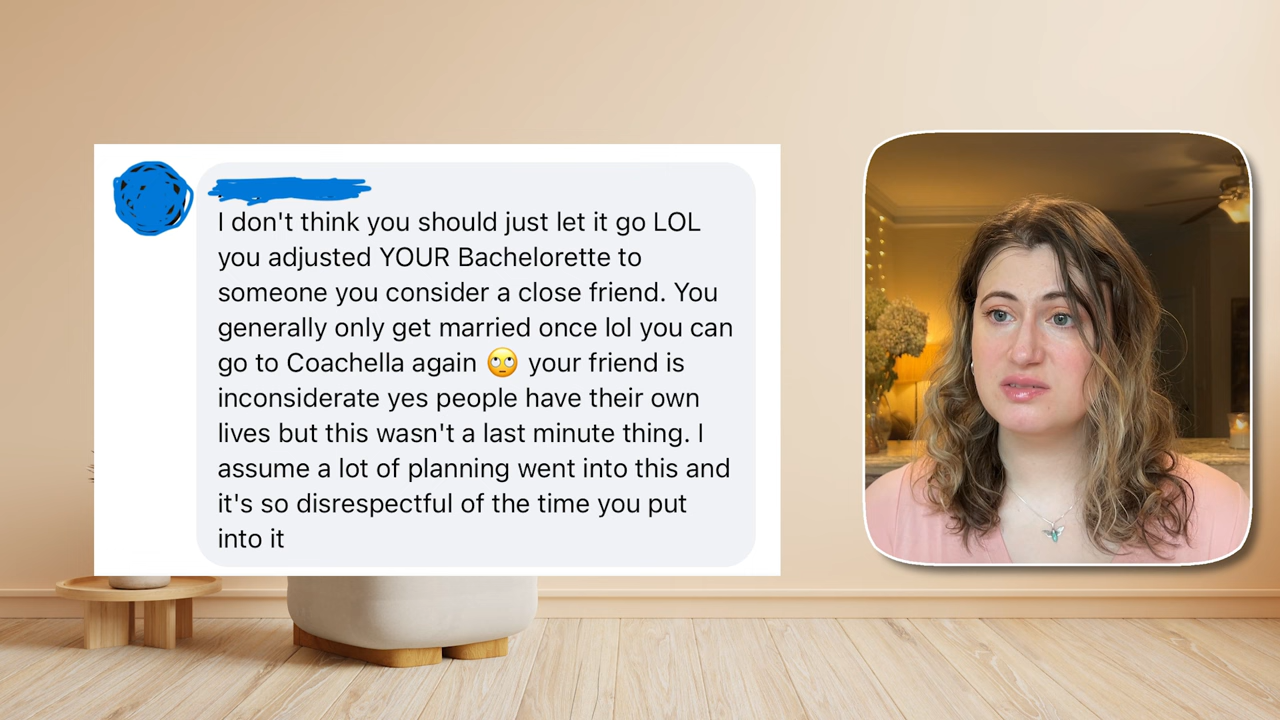 I don't think you should just let it go LOL
you adjusted YOUR Bachelorette to
someone you consider a close friend. You
generally only get married once lol you can
go to Coachella again 🙄 your friend is
inconsiderate yes people have their own
lives but this wasn't a last minute thing. I
assume a lot of planning went into this and
it's so disrespectful of the time you put
into it